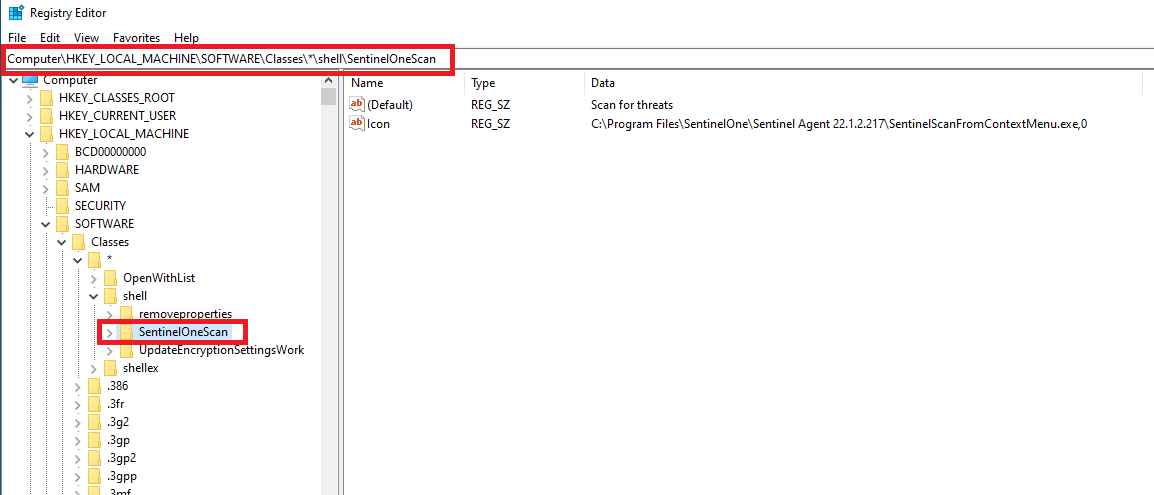 Registry Editor
File Edit View Favorites Help
Computer\HKEY_LOCAL_MACHINE\SOFTWARE\Classes\*\shell\SentinelOneScan
Computer
HKEY_CLASSES_ROOT
HKEY_CURRENT_USER
HKEY_LOCAL_MACHINE
BCD00000000
HARDWARE
SAM
SECURITY
SOFTWARE
Classes
*
OpenWithList
shell
removeproperties
SentinelOneScan
UpdateEncryptionSettingsWork
shellex
.386
.3fr
.3g2
.3gp
.3gp2
.3gpp
.3mf
Name Type Data
ab (Default) REG_SZ Scan for threats
ab Icon REG_SZ C:\Program Files\SentinelOne\Sentinel Agent 22.1.2.217\SentinelScanFromContextMenu.exe,0